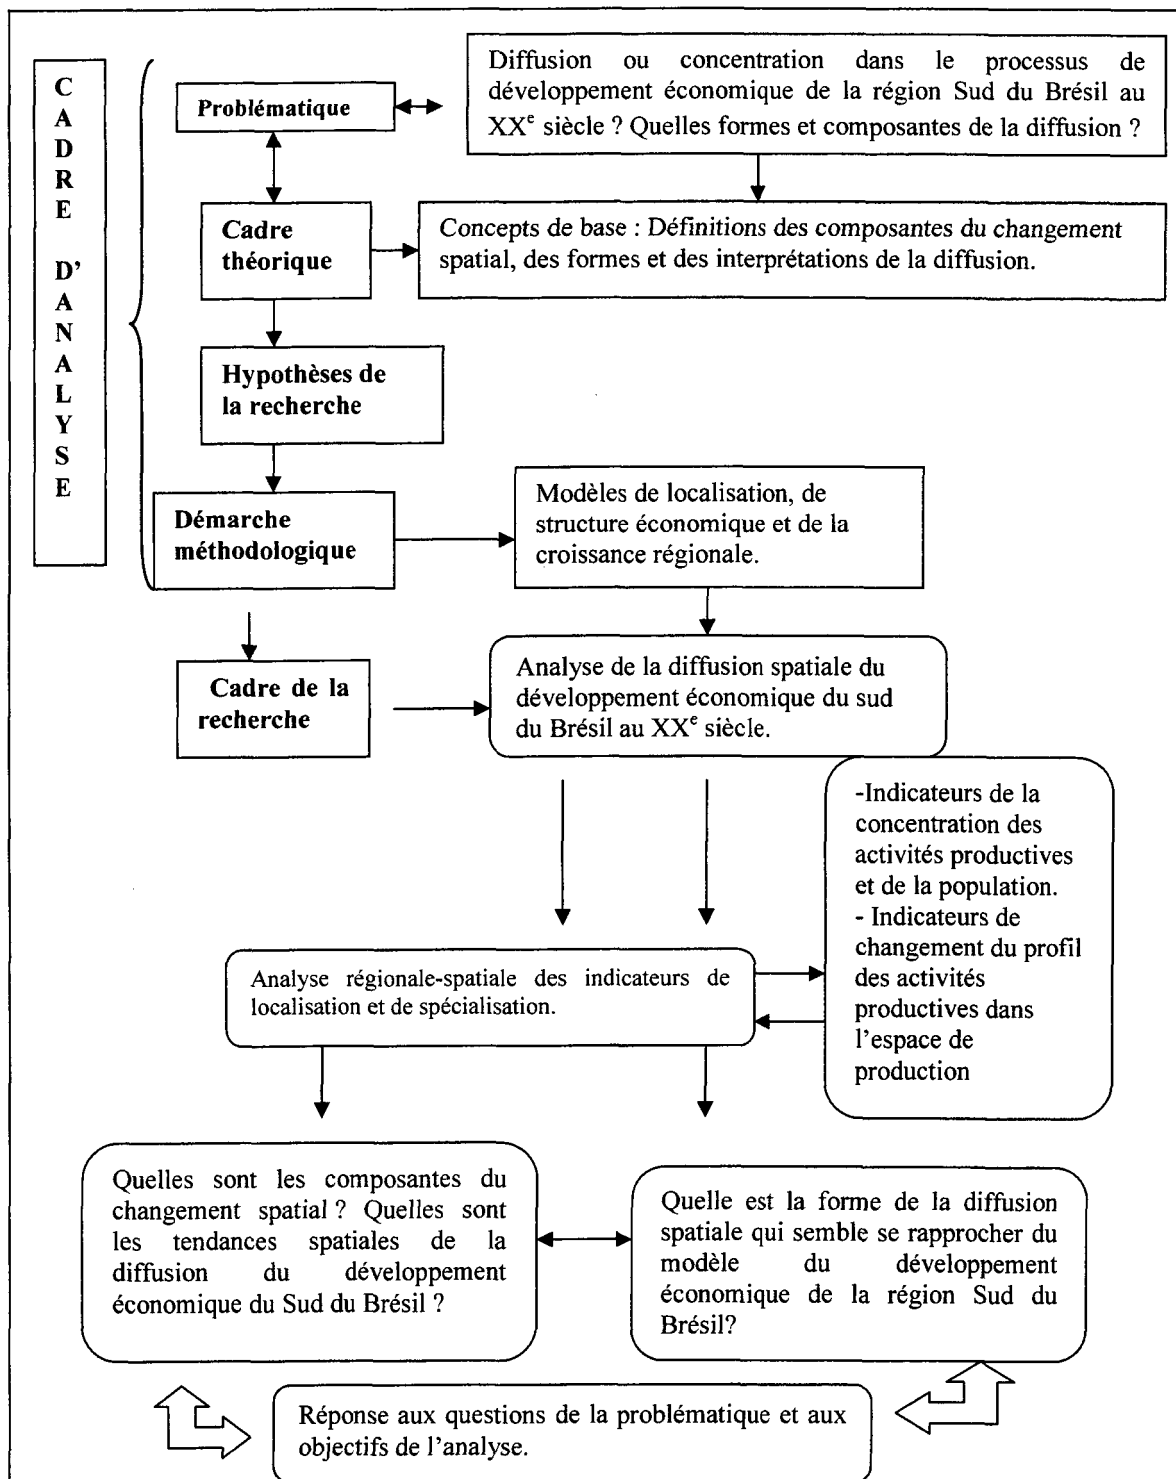 CADRE D'ANALYSE
Problématique
Diffusion ou concentration dans le processus de
développement économique de la région Sud du Brésil au
XXe siècle ? Quelles formes et composantes de la diffusion ?
Cadre
théorique
Concepts de base : Définitions des composantes du changement
spatial, des formes et des interprétations de la diffusion.
Hypothèses de
la recherche
Démarche
méthodologique
Modèles de localisation, de
structure économique et de la
croissance régionale.
Cadre de la
recherche
Analyse de la diffusion spatiale du
développement économique du sud
du Brésil au XXe siècle.
-Indicateurs de la
concentration des
activités productives
et de la population.
- Indicateurs de
changement du profil
des activités
productives dans
l'espace de
production
Analyse régionale-spatiale des indicateurs de
localisation et de spécialisation.
Quelles sont les composantes du
changement spatial ? Quelles sont
les tendances spatiales de la
diffusion du développement
économique du Sud du Brésil ?
Quelle est la forme de la diffusion
spatiale qui semble se rapprocher du
modèle du développement
économique de la région Sud du
Brésil?
Réponse aux questions de la problématique et aux
objectifs de l'analyse.